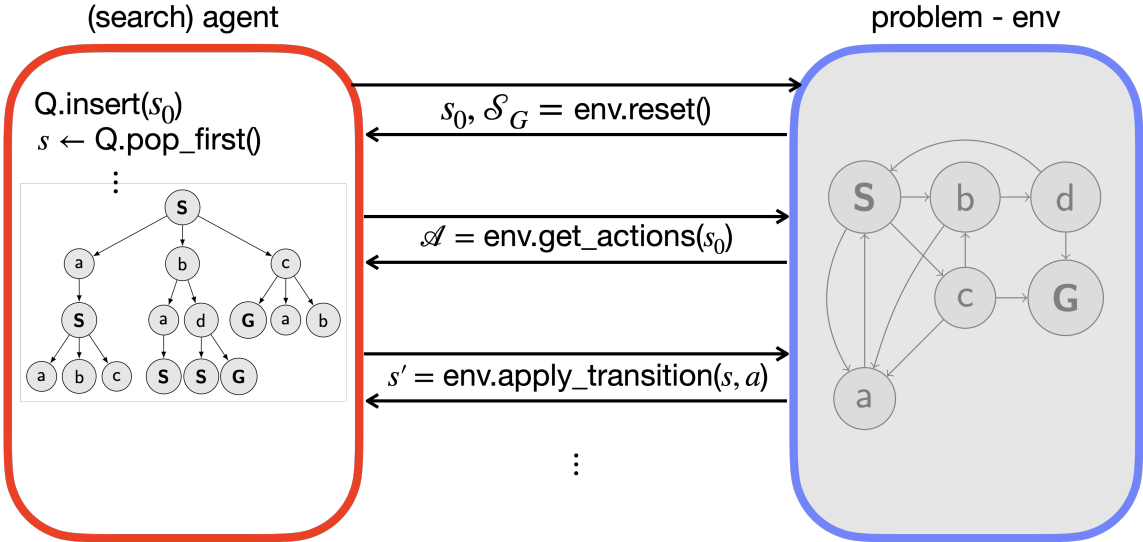 (search) agent
problem - env
Q.insert(s₀)
s ← Q.pop_first()
⋮
S
a b c
S a d G a b
a b c S S G
s₀, 𝒮_G = env.reset()
𝒜 = env.get_actions(s₀)
s′ = env.apply_transition(s, a)
⋮
S b d
c G
a